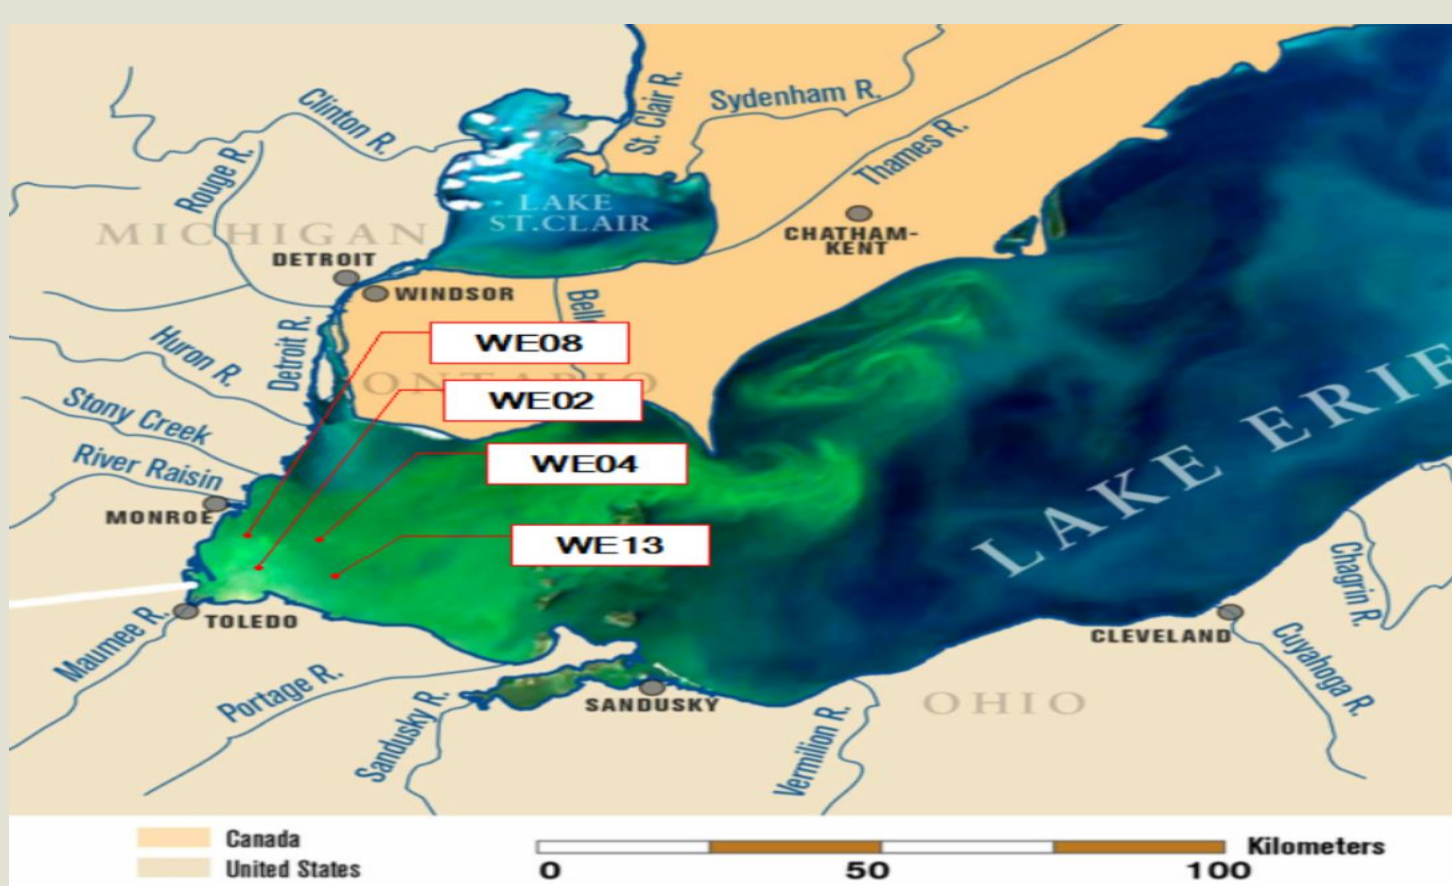 Clinton R.
St. Clair R.
Sydenham R.
Rouge R.
Thames R.
LAKE
ST. CLAIR
MICHIGAN
CHATHAM-
KENT
DETROIT
WINDSOR
Detroit R.
Huron R.
WE08
ONTARIO
WE02
Stony Creek
WE04
River Raisin
MONROE
WE13
LAKE ERIE
Chagrin R.
TOLEDO
Maumee R.
CLEVELAND
Cuyahoga R.
Portage R.
Sandusky R.
SANDUSKY
OHIO
Vermilion R.
Canada
United States
0
50
100
Kilometers